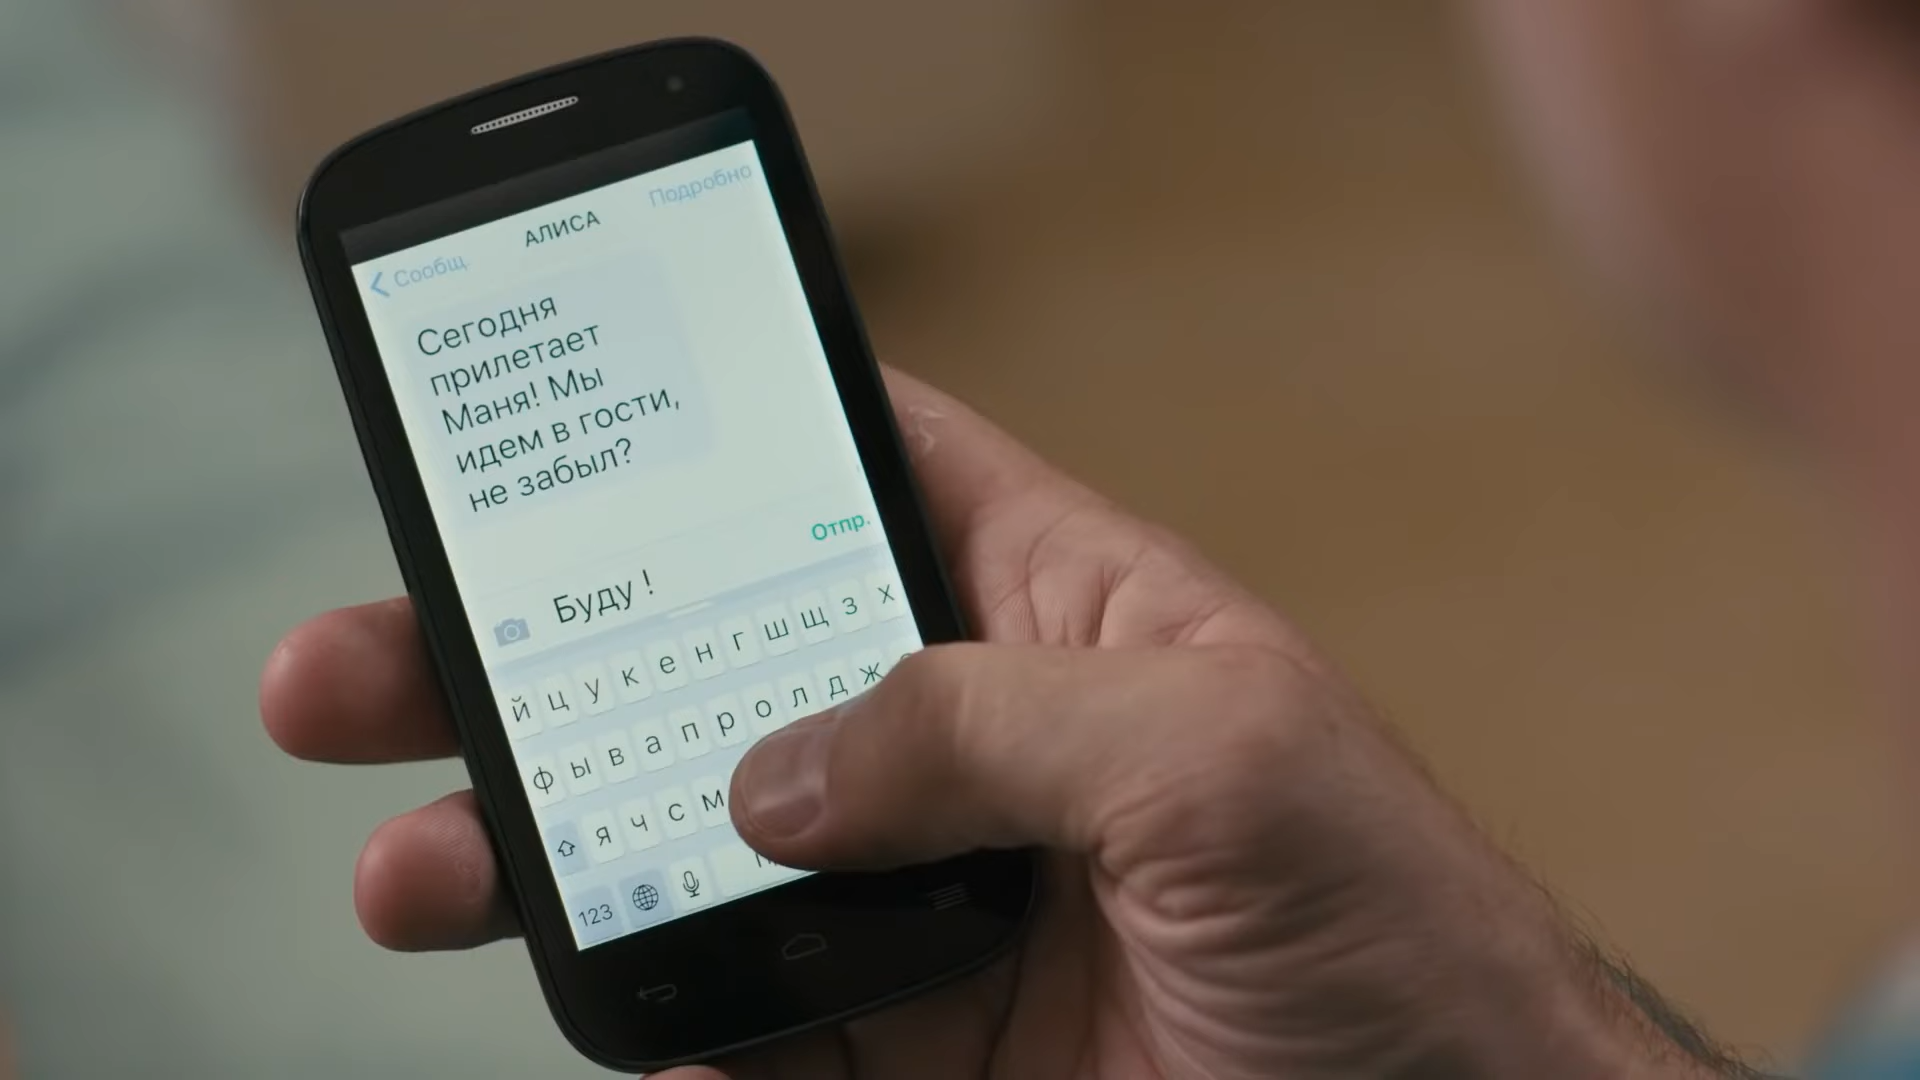 Подробно
АЛИСА
Сообщ.
Сегодня
прилетает
Маня! Мы
идем в гости,
не забыл?
Отпр.
Буду !
й ц у к е н г ш щ з х
ф ы в а п р о л д ж
я ч с м
123